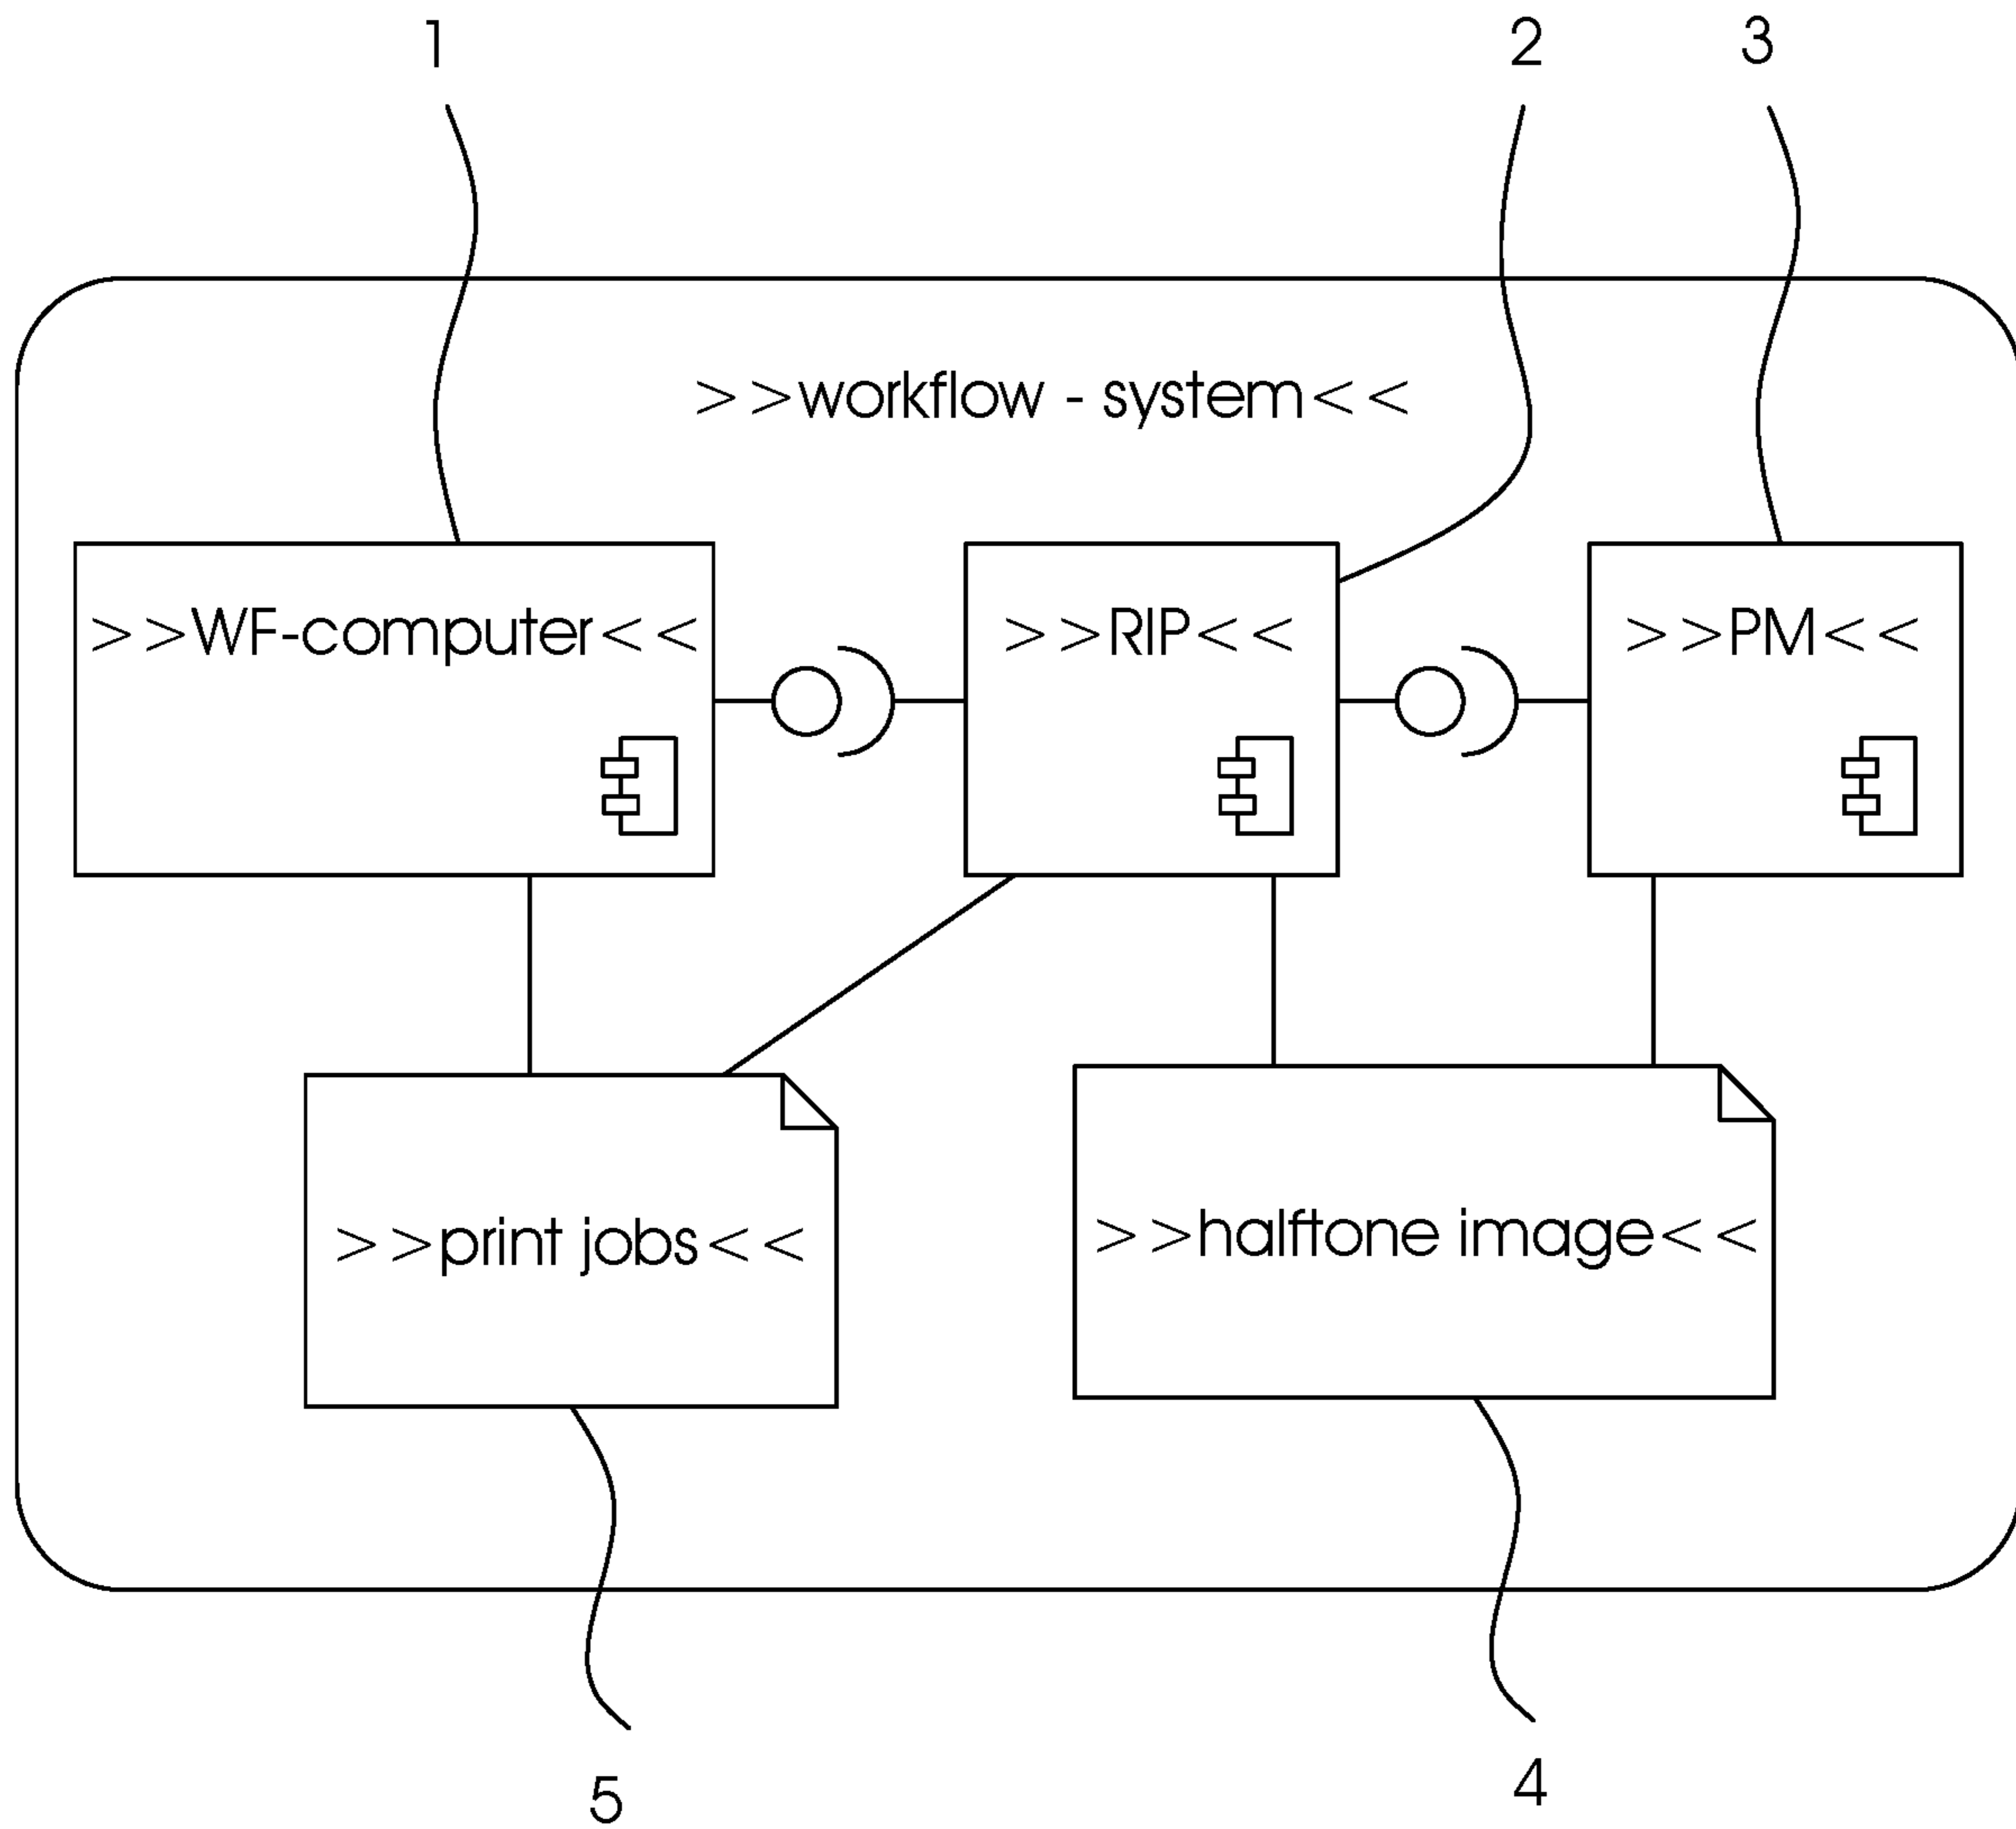 1
2
3
>>workflow - system<<
>>WF-computer<<
>>RIP<<
>>PM<<
>>print jobs<<
>>halftone image<<
5
4